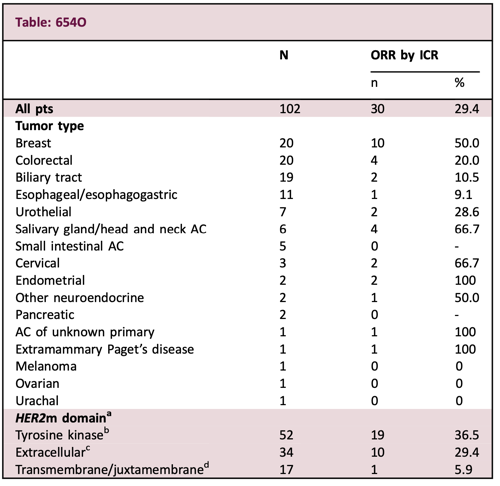 Table: 654O
N ORR by ICR
n %
All pts 102 30 29.4
Tumor type
Breast 20 10 50.0
Colorectal 20 4 20.0
Biliary tract 19 2 10.5
Esophageal/esophagogastric 11 1 9.1
Urothelial 7 2 28.6
Salivary gland/head and neck AC 6 4 66.7
Small intestinal AC 5 0 -
Cervical 3 2 66.7
Endometrial 2 2 100
Other neuroendocrine 2 1 50.0
Pancreatic 2 0 -
AC of unknown primary 1 1 100
Extramammary Paget's disease 1 1 100
Melanoma 1 0 0
Ovarian 1 0 0
Urachal 1 0 0
HER2m domainᵃ
Tyrosine kinaseᵇ 52 19 36.5
Extracellularᶜ 34 10 29.4
Transmembrane/juxtamembraneᵈ 17 1 5.9